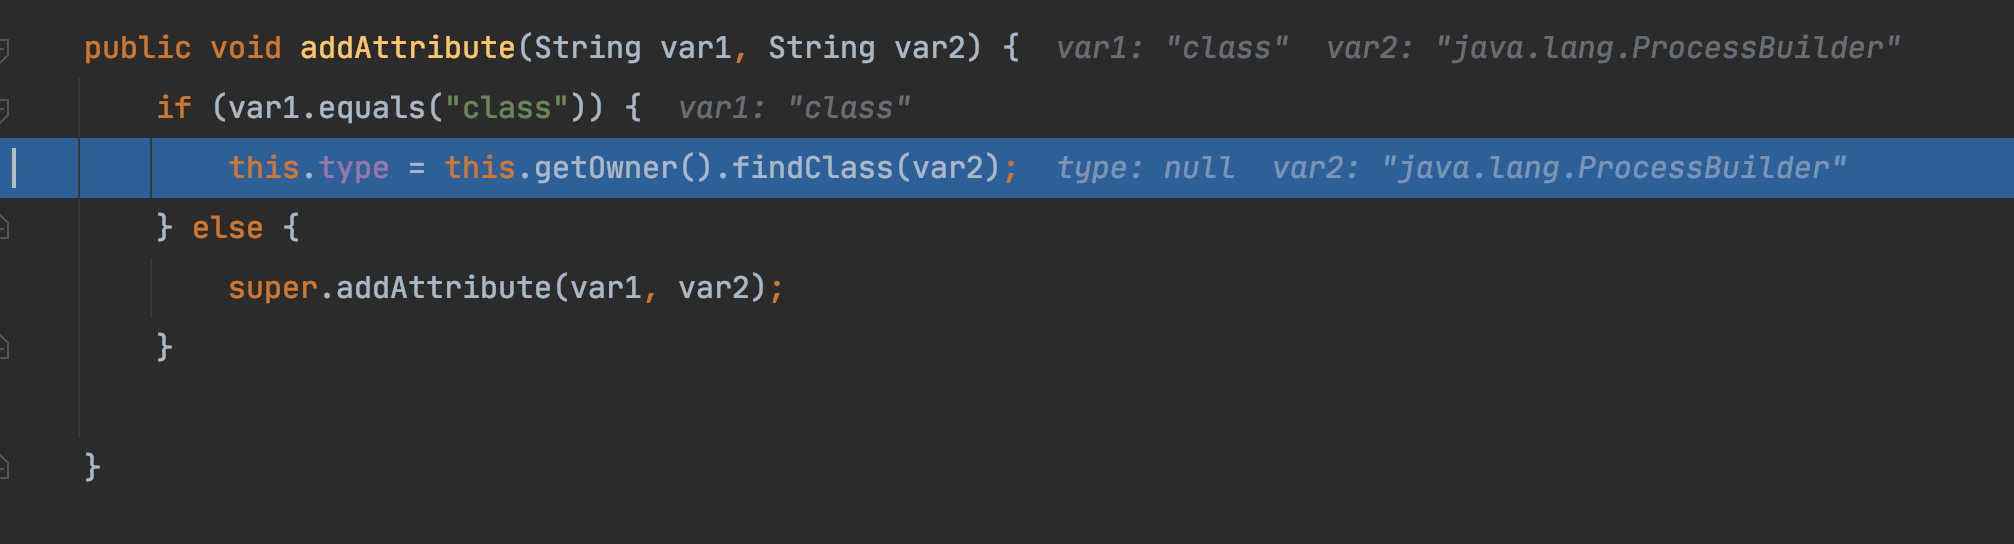 public void addAttribute(String var1, String var2) {  var1: "class"  var2: "java.lang.ProcessBuilder"
if (var1.equals("class")) {  var1: "class"
this.type = this.getOwner().findClass(var2);  type: null  var2: "java.lang.ProcessBuilder"
} else {
super.addAttribute(var1, var2);
}
}